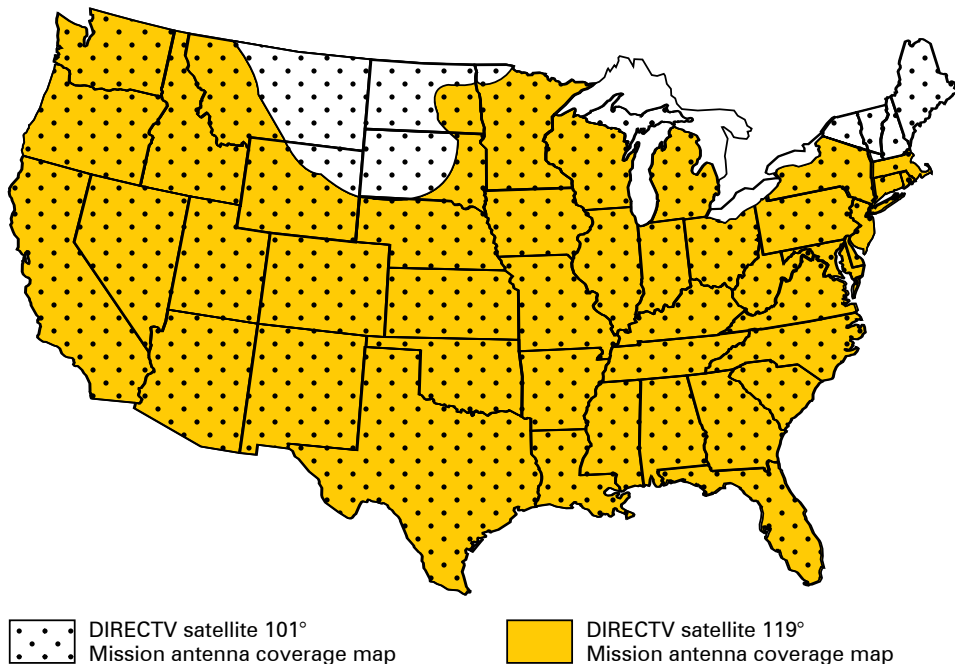 DIRECTV satellite 101°
Mission antenna coverage map
DIRECTV satellite 119°
Mission antenna coverage map